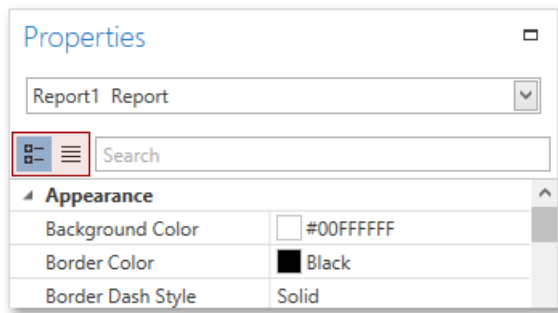 Properties
Report1 Report
Search
Appearance
Background Color #00FFFFFF
Border Color Black
Border Dash Style Solid